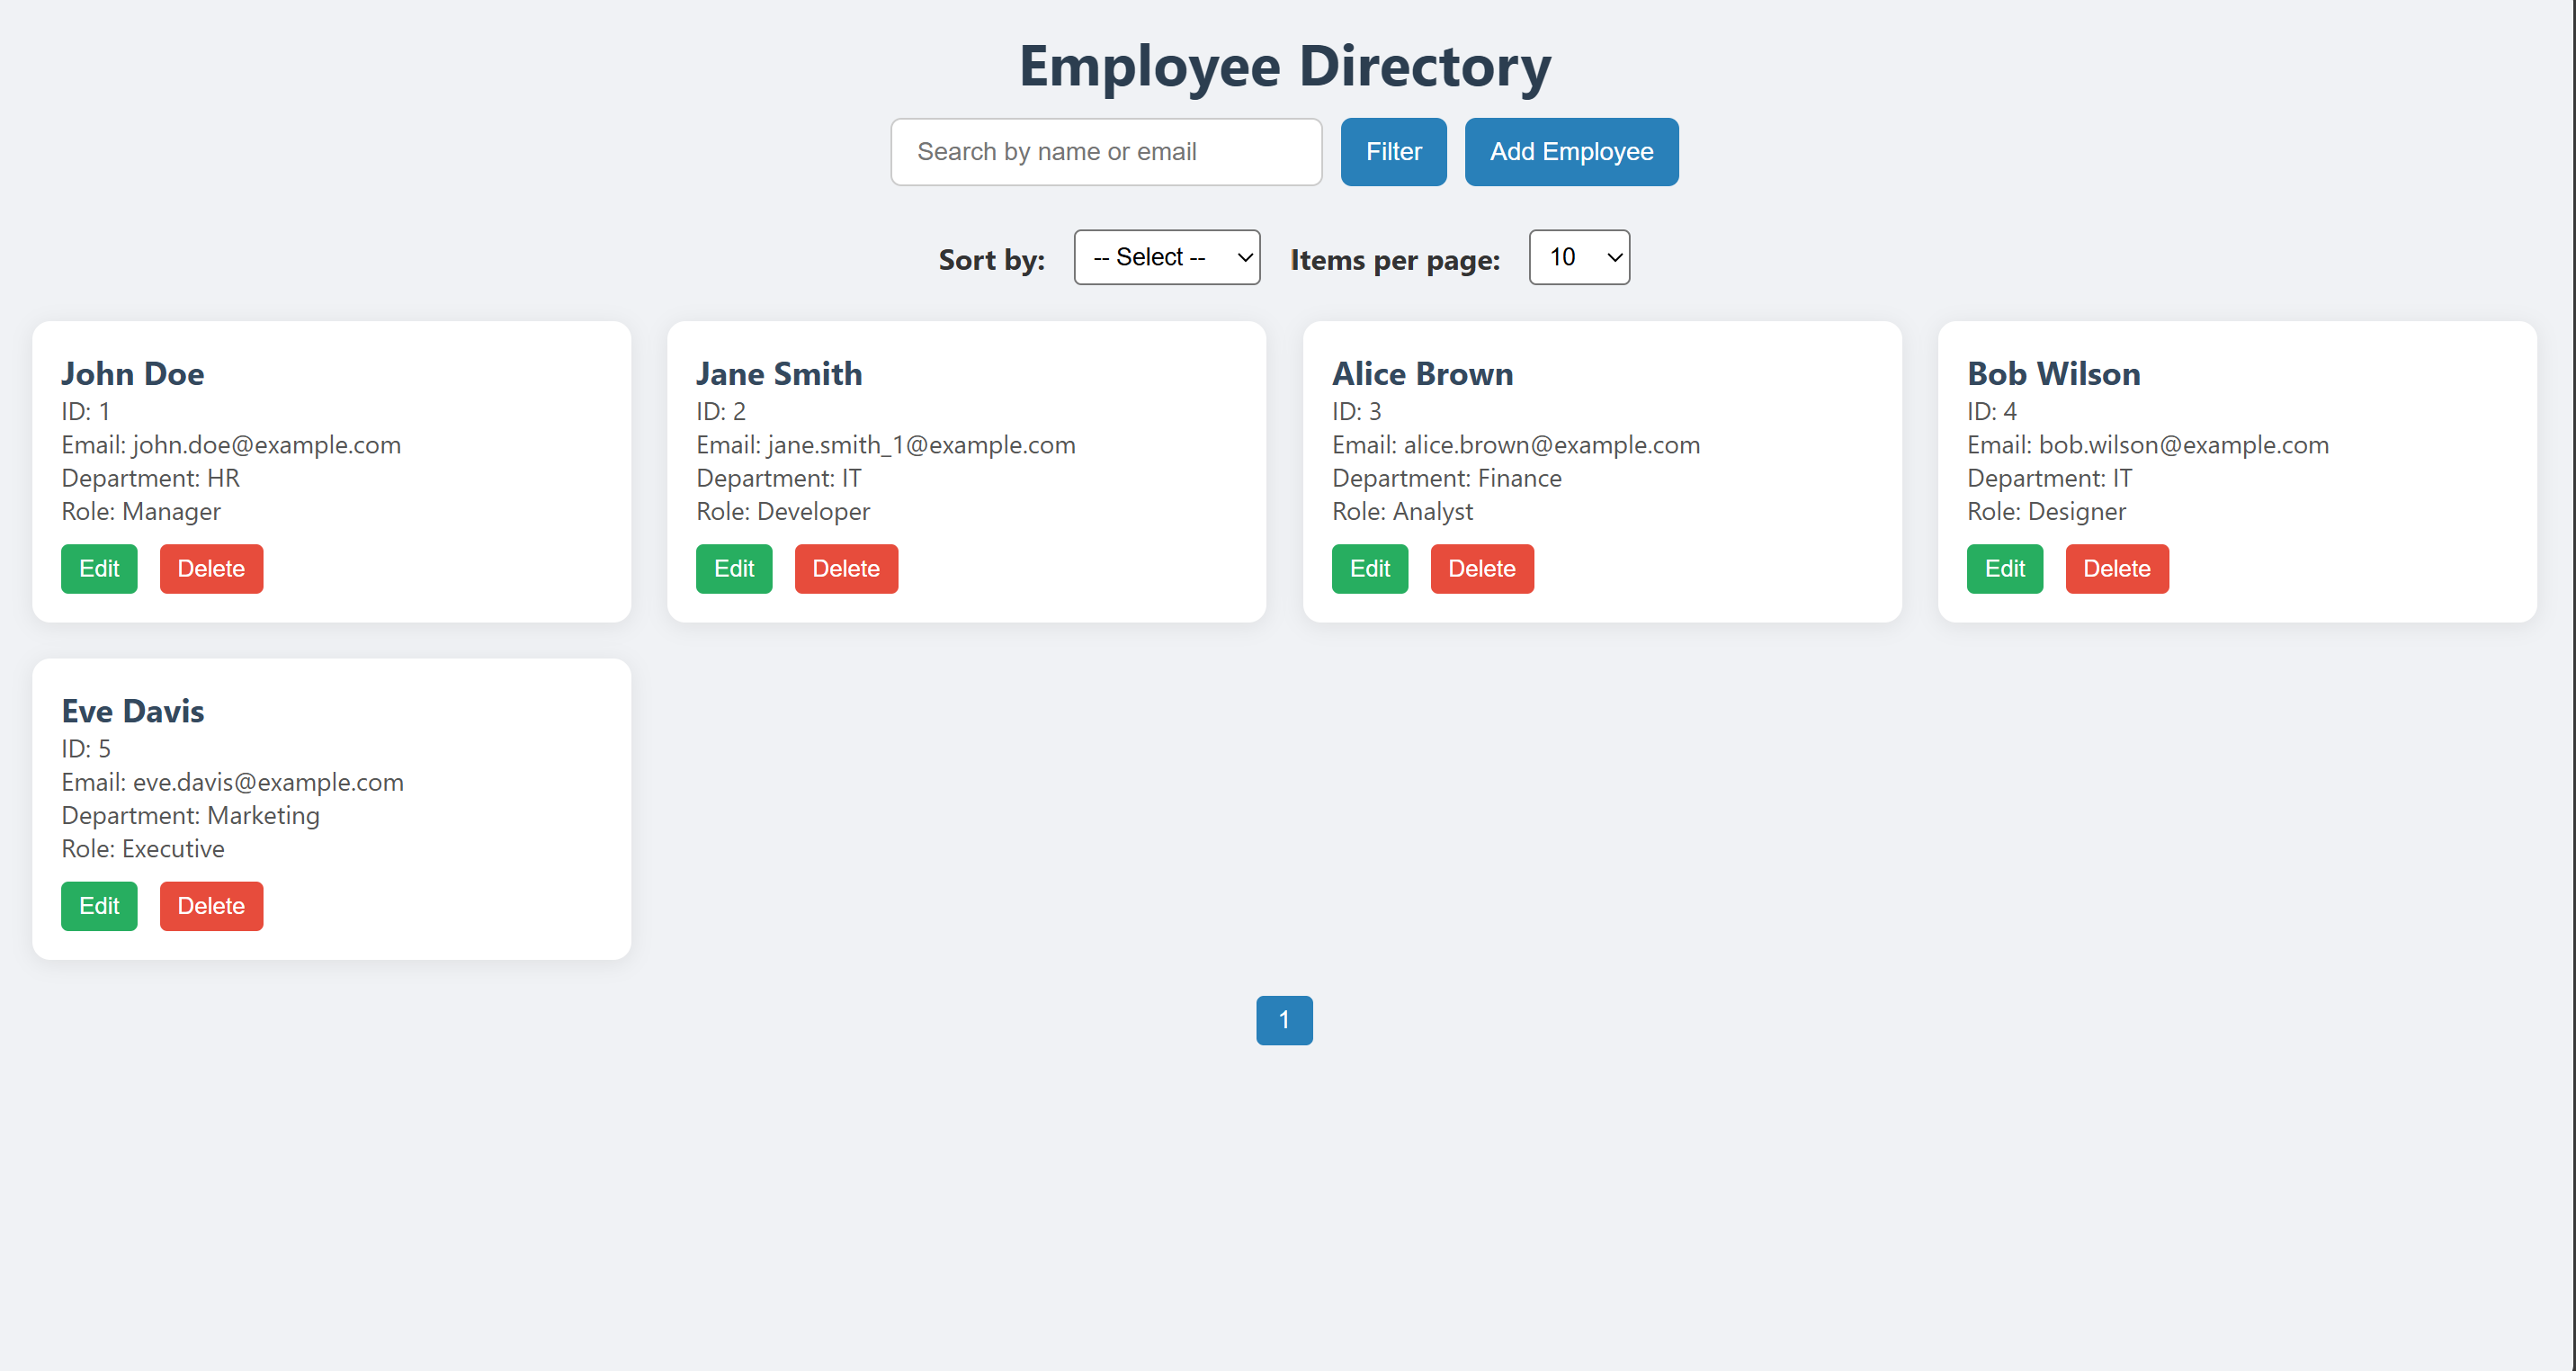 Employee Directory
Search by name or email
Filter
Add Employee
Sort by:
-- Select --
Items per page:
10
John Doe
ID: 1
Email: john.doe@example.com
Department: HR
Role: Manager
Edit
Delete
Jane Smith
ID: 2
Email: jane.smith_1@example.com
Department: IT
Role: Developer
Edit
Delete
Alice Brown
ID: 3
Email: alice.brown@example.com
Department: Finance
Role: Analyst
Edit
Delete
Bob Wilson
ID: 4
Email: bob.wilson@example.com
Department: IT
Role: Designer
Edit
Delete
Eve Davis
ID: 5
Email: eve.davis@example.com
Department: Marketing
Role: Executive
Edit
Delete
1